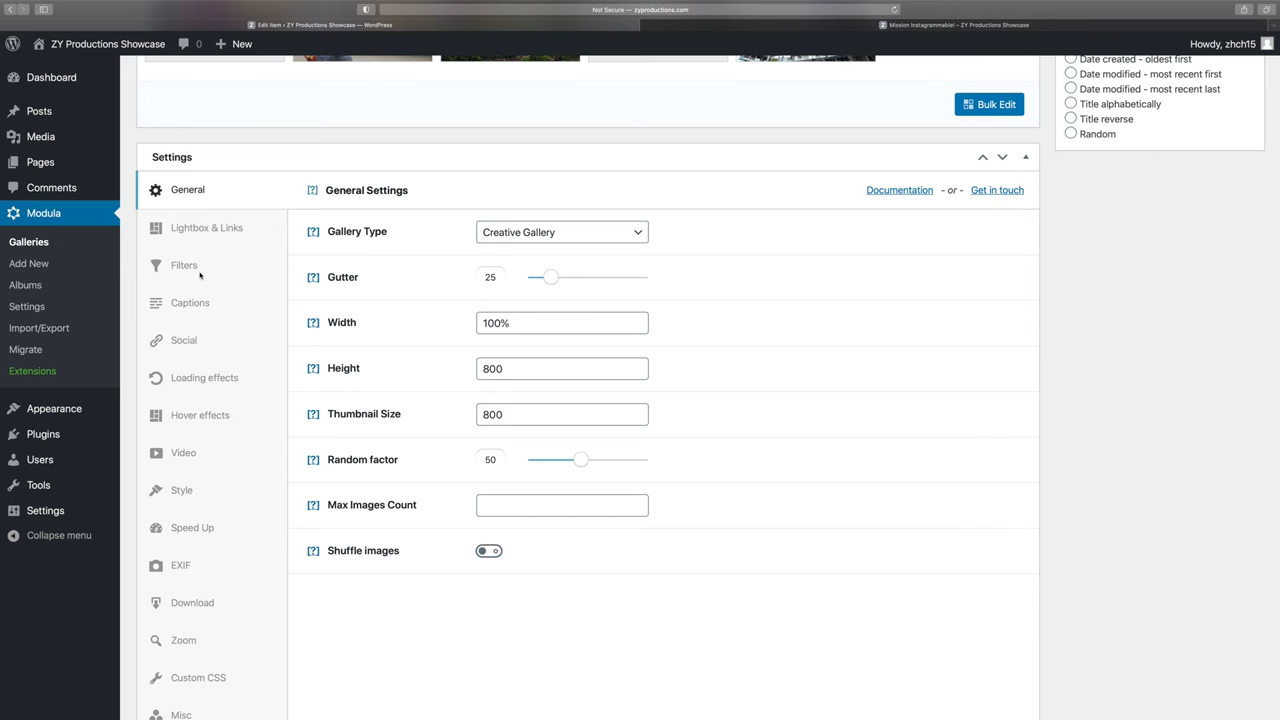 Not Secure — zyproductions.com
Edit Item ‹ ZY Productions Showcase — WordPress
Mission Instagrammable! – ZY Productions Showcase
ZY Productions Showcase
0
New
Howdy, zhch15
Dashboard
Posts
Media
Pages
Comments
Modula
Galleries
Add New
Albums
Settings
Import/Export
Migrate
Extensions
Appearance
Plugins
Users
Tools
Settings
Collapse menu
Bulk Edit
Date created - oldest first
Date modified - most recent first
Date modified - most recent last
Title alphabetically
Title reverse
Random
Settings
General
Lightbox & Links
Filters
Captions
Social
Loading effects
Hover effects
Video
Style
Speed Up
EXIF
Download
Zoom
Custom CSS
Misc
[?] General Settings
Documentation - or - Get in touch
[?] Gallery Type Creative Gallery
[?] Gutter 25
[?] Width 100%
[?] Height 800
[?] Thumbnail Size 800
[?] Random factor 50
[?] Max Images Count
[?] Shuffle images